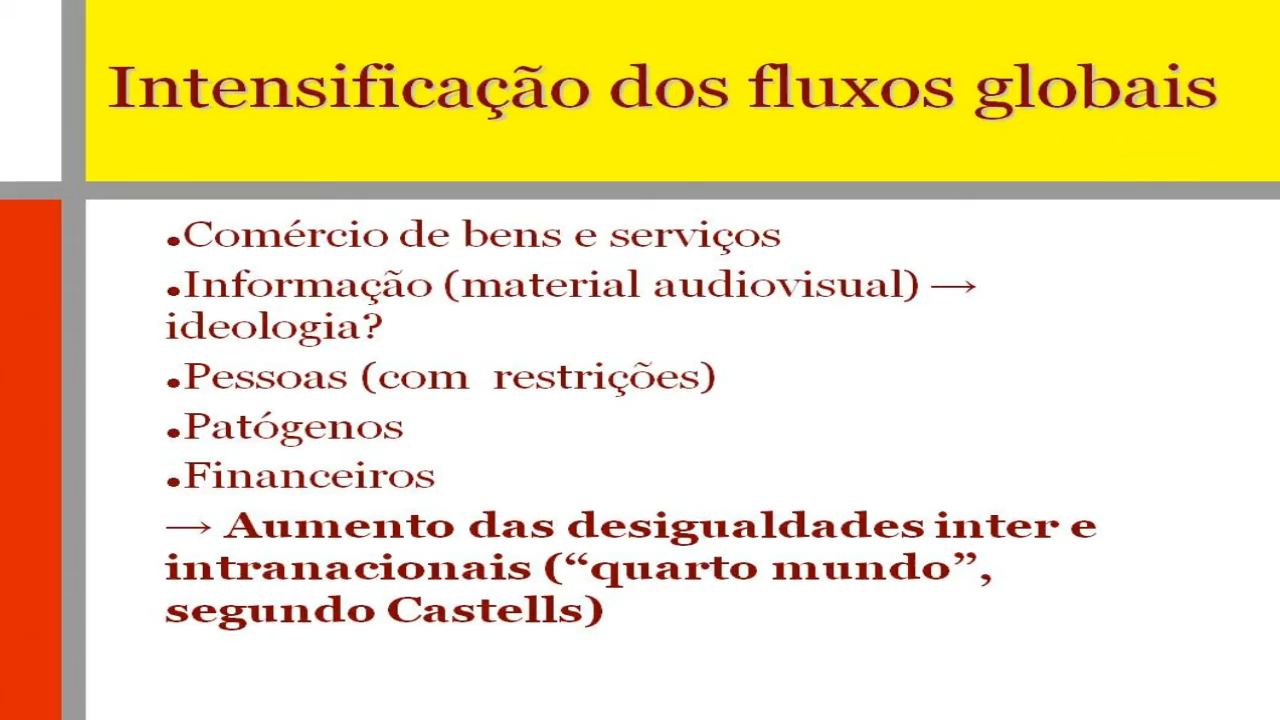 Intensificação dos fluxos globais
●Comércio de bens e serviços
●Informação (material audiovisual) →
ideologia?
●Pessoas (com  restrições)
●Patógenos
●Financeiros
→ Aumento das desigualdades inter e
intranacionais (“quarto mundo”,
segundo Castells)